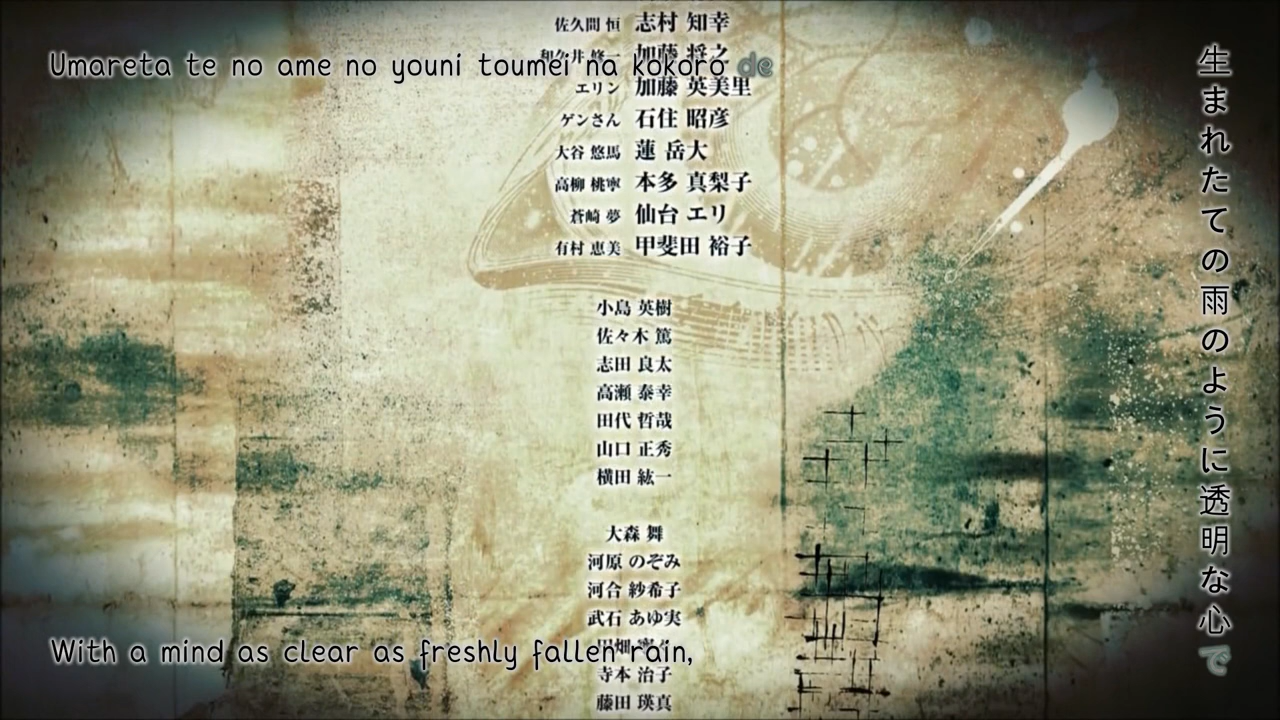 佐久間 恒 志村 知幸
Umareta te no ame no youni toumei na kokoro de
和久井 修一 加藤 将之
エリン 加藤 英美里
ゲンさん 石住 昭彦
大谷 悠馬 蓮 岳大
高柳 桃寧 本多 真梨子
蒼崎 夢 仙台 エリ
有村 恵美 甲斐田 裕子
小島 英樹
佐々木 篤
志田 良太
高瀬 泰幸
田代 哲哉
山口 正秀
横田 紘一
大森 舞
河原 のぞみ
河合 紗希子
武石 あゆ実
田畑
With a mind as clear as freshly fallen rain,
寺本 治子
藤田 瑛真
生まれたての雨のように透明な心で